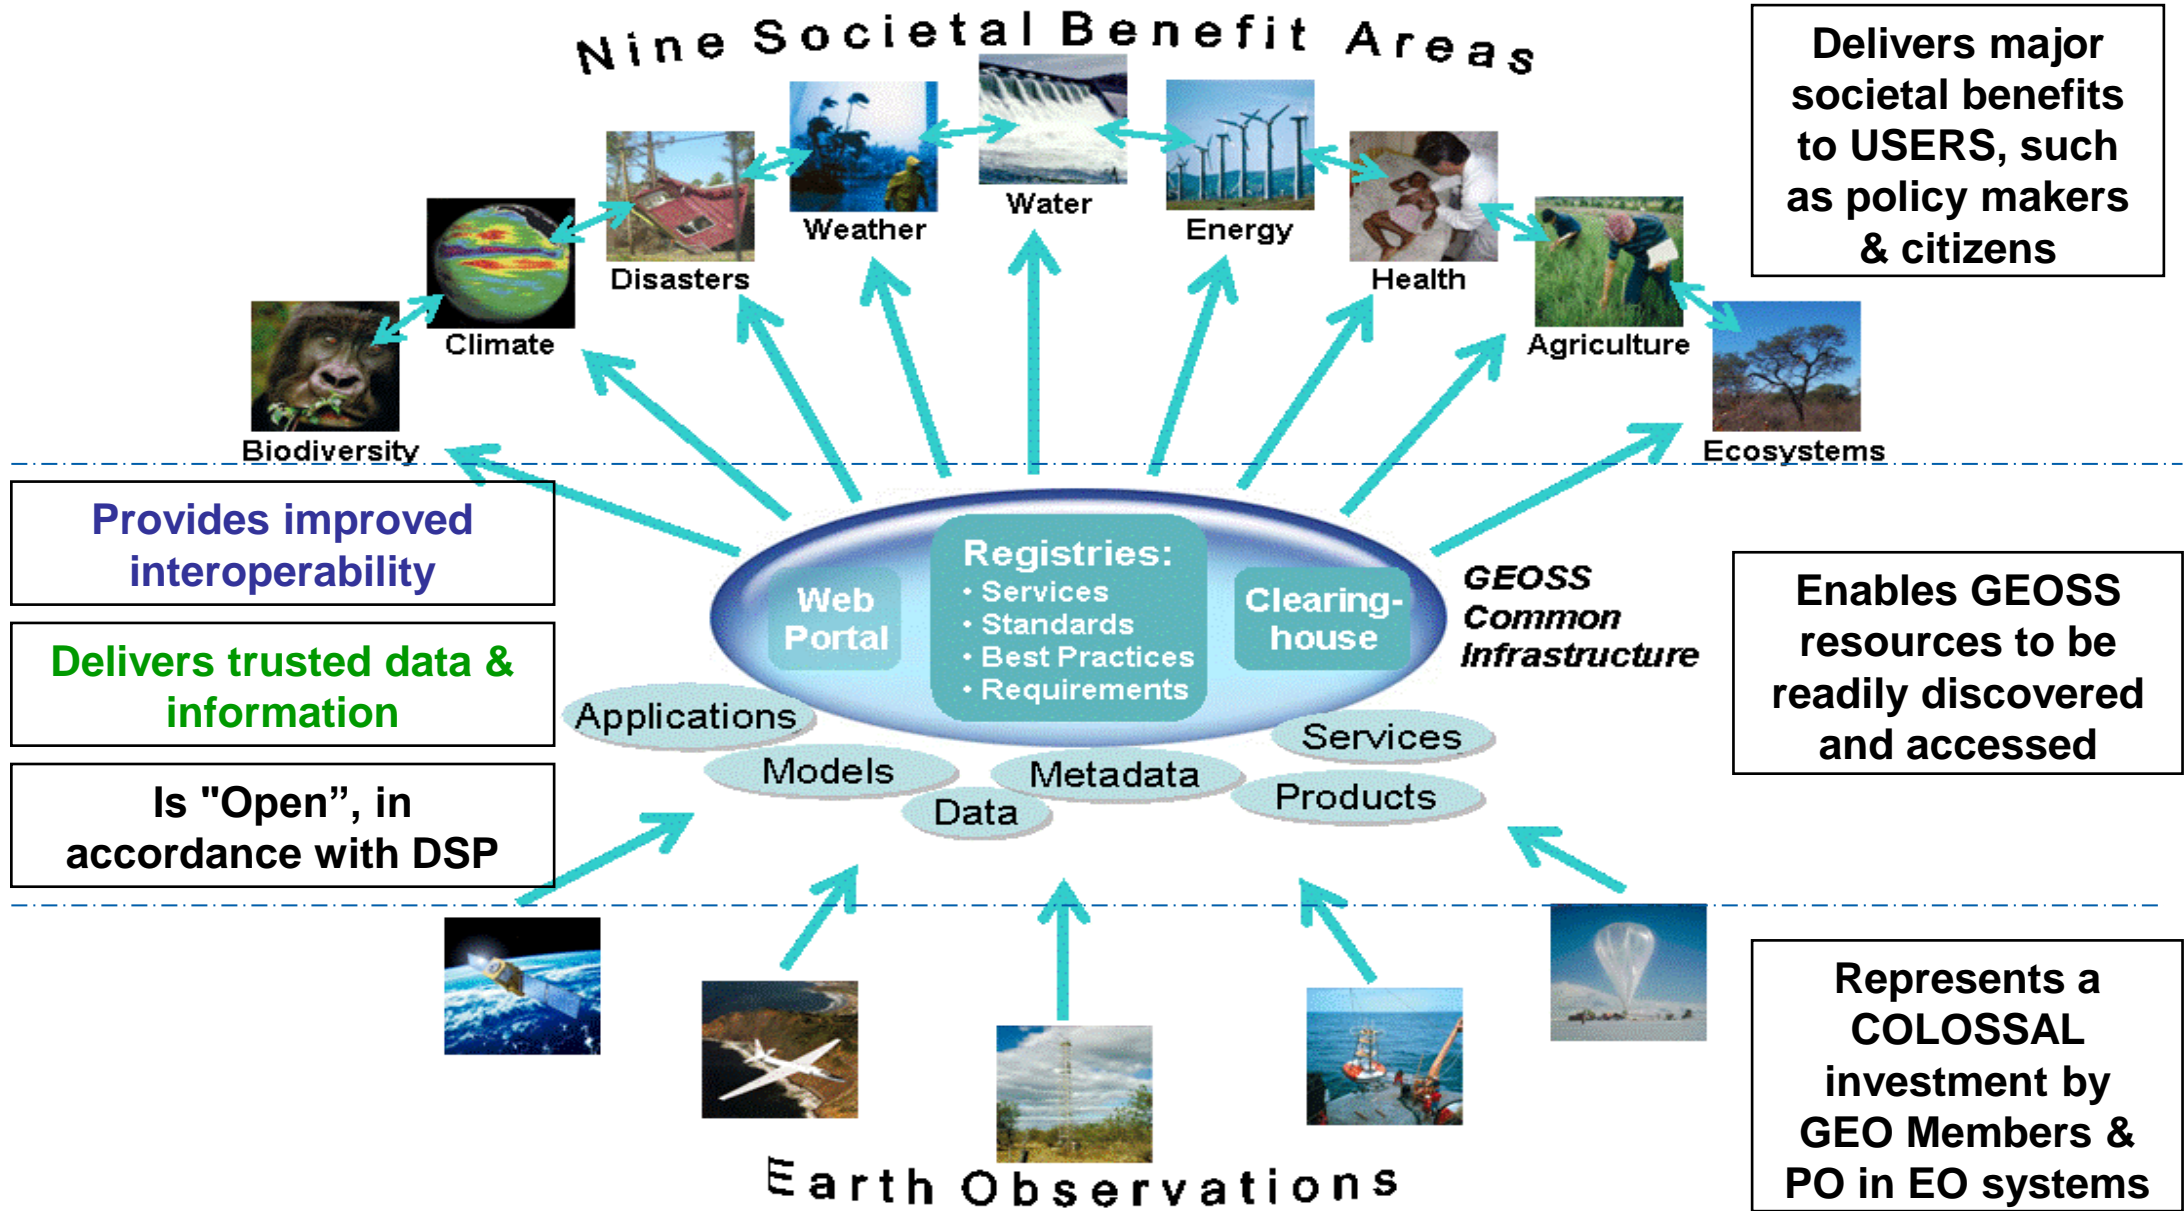 Nine Societal Benefit Areas
Delivers major
societal benefits
to USERS, such
as policy makers
& citizens
Water
Weather
Energy
Disasters
Health
Climate
Agriculture
Biodiversity
Ecosystems
Provides improved
interoperability
Delivers trusted data &
information
Is "Open”, in
accordance with DSP
Web
Portal
Registries:
• Services
• Standards
• Best Practices
• Requirements
Clearing-
house
GEOSS
Common
Infrastructure
Enables GEOSS
resources to be
readily discovered
and accessed
Applications
Models
Data
Metadata
Services
Products
Represents a
COLOSSAL
investment by
GEO Members &
PO in EO systems
Earth Observations